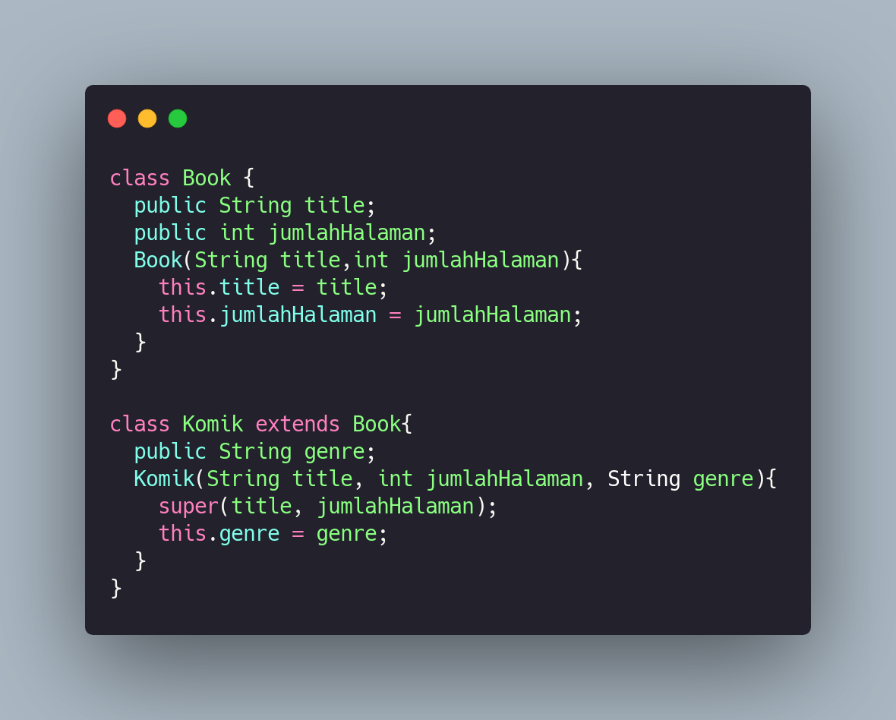 class Book {
  public String title;
  public int jumlahHalaman;
  Book(String title,int jumlahHalaman){
    this.title = title;
    this.jumlahHalaman = jumlahHalaman;
  }
}

class Komik extends Book{
  public String genre;
  Komik(String title, int jumlahHalaman, String genre){
    super(title, jumlahHalaman);
    this.genre = genre;
  }
}